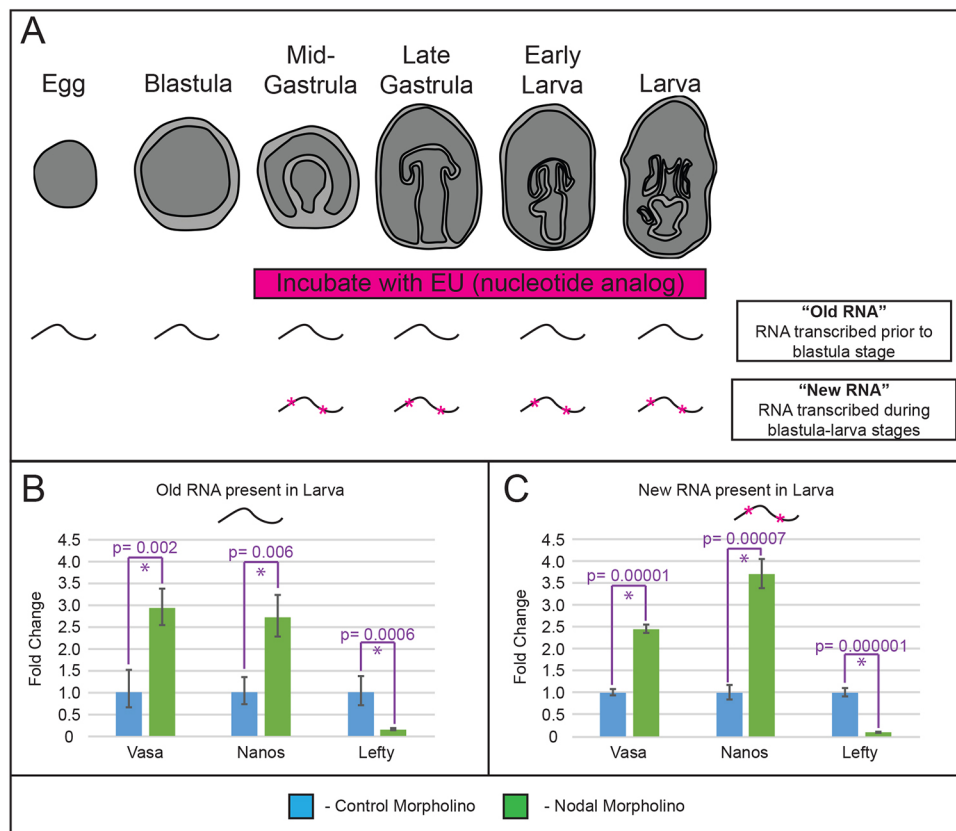 A
Egg
Blastula
Mid-
Gastrula
Late
Gastrula
Early
Larva
Larva
Incubate with EU (nucleotide analog)
“Old RNA”
RNA transcribed prior to
blastula stage
“New RNA”
RNA transcribed during
blastula-larva stages
B
Old RNA present in Larva
Fold Change
4.5
4.0
3.5
3.0
2.5
2.0
1.0
0.5
0
p= 0.002
*
p= 0.006
*
p= 0.0006
*
Vasa
Nanos
Lefty
C
New RNA present in Larva
Fold Change
4.5
4.0
3.5
3.0
2.5
2.0
1.0
0.5
0
p= 0.00001
*
p= 0.00007
*
p= 0.000001
*
Vasa
Nanos
Lefty
- Control Morpholino
- Nodal Morpholino